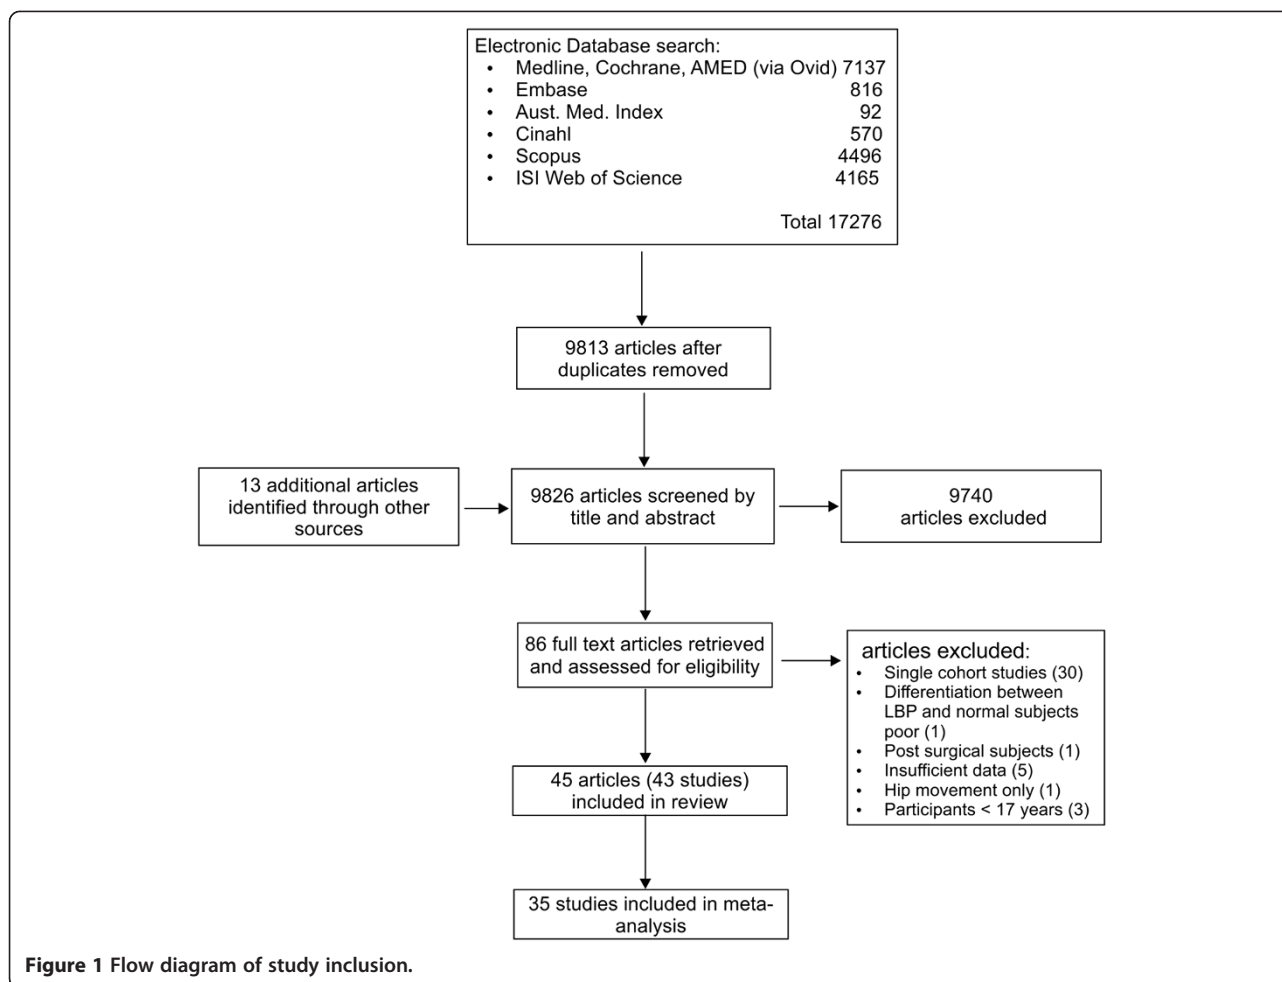 Electronic Database search:
• Medline, Cochrane, AMED (via Ovid) 7137
• Embase 816
• Aust. Med. Index 92
• Cinahl 570
• Scopus 4496
• ISI Web of Science 4165
Total 17276
9813 articles after
duplicates removed
13 additional articles
identified through other
sources
9826 articles screened by
title and abstract
9740
articles excluded
86 full text articles retrieved
and assessed for eligibility
articles excluded:
• Single cohort studies (30)
• Differentiation between
LBP and normal subjects
poor (1)
• Post surgical subjects (1)
• Insufficient data (5)
• Hip movement only (1)
• Participants < 17 years (3)
45 articles (43 studies)
included in review
35 studies included in meta-
analysis
Figure 1 Flow diagram of study inclusion.